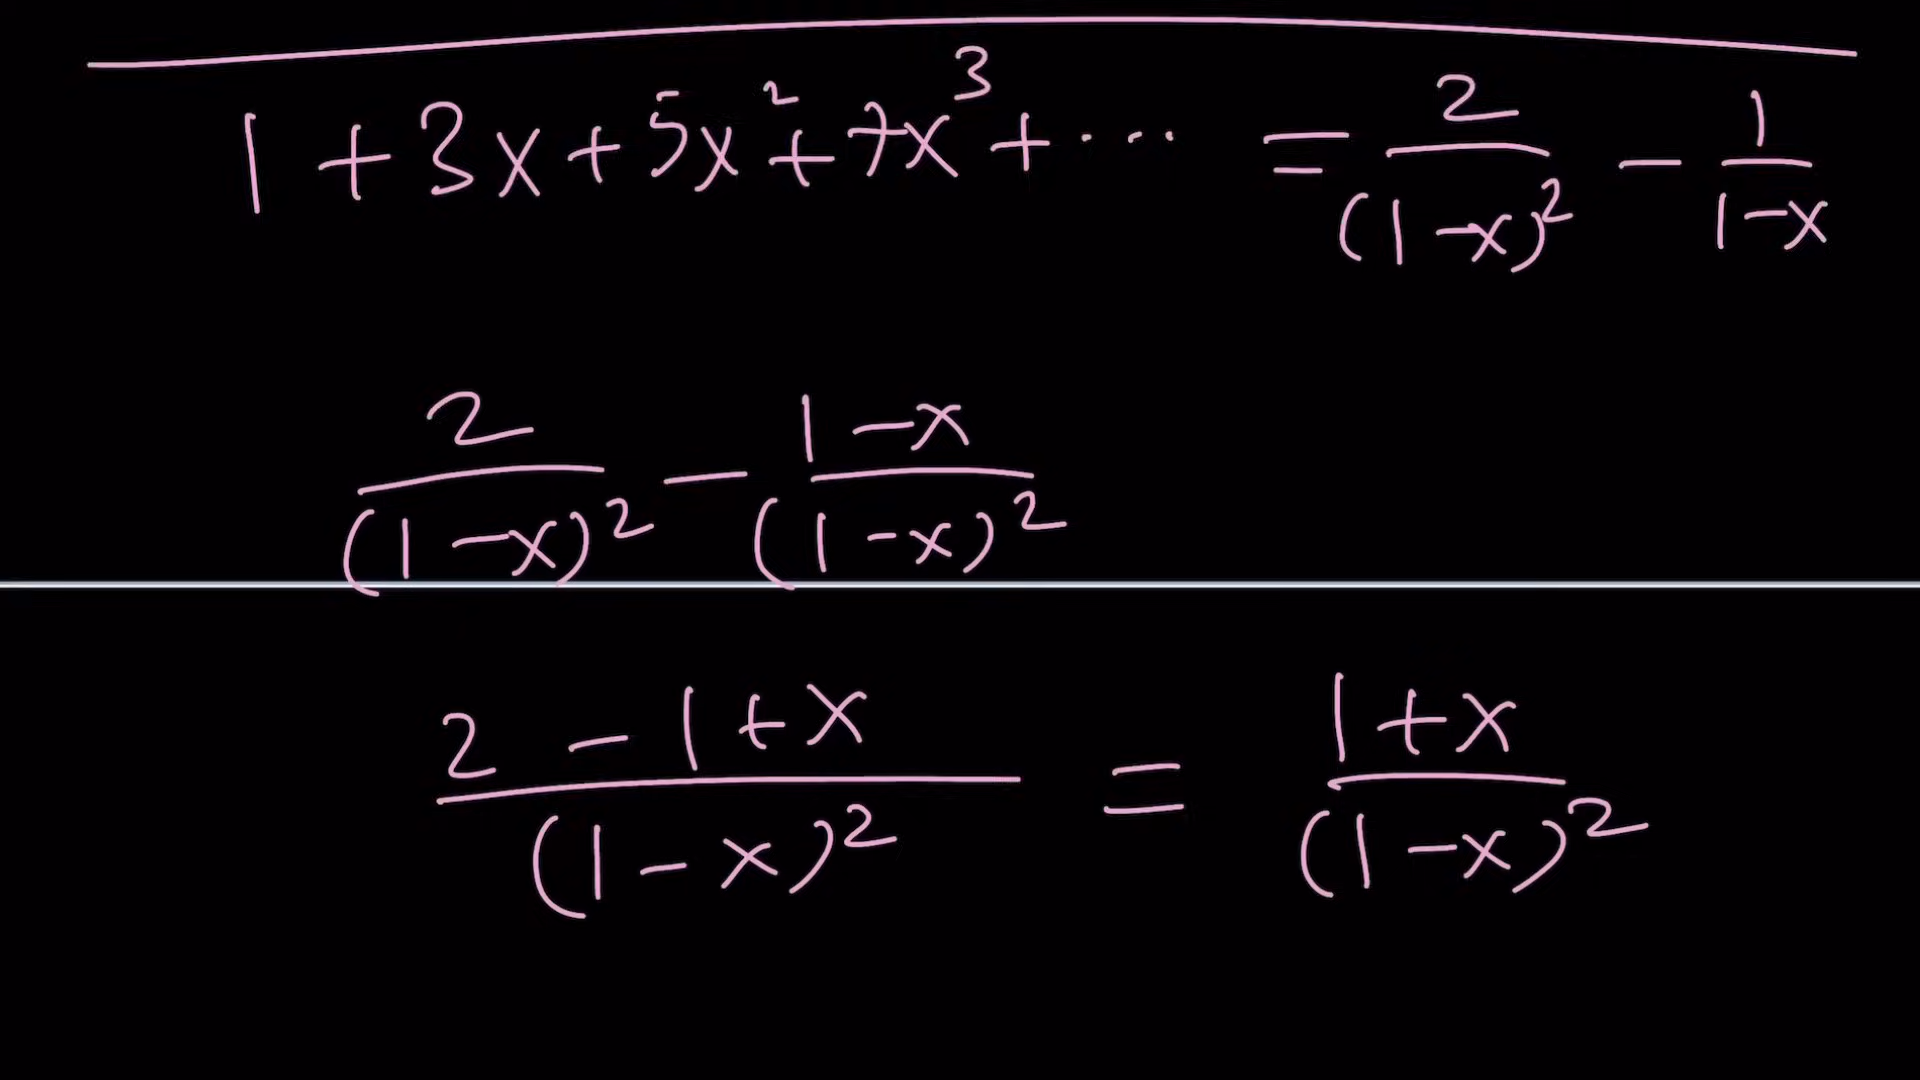 1 + 3x + 5x² + 7x³ + ... = 2/(1-x)² - 1/(1-x)
2/(1-x)² - (1-x)/(1-x)²
(2 - 1 + x)/(1-x)² = (1+x)/(1-x)²